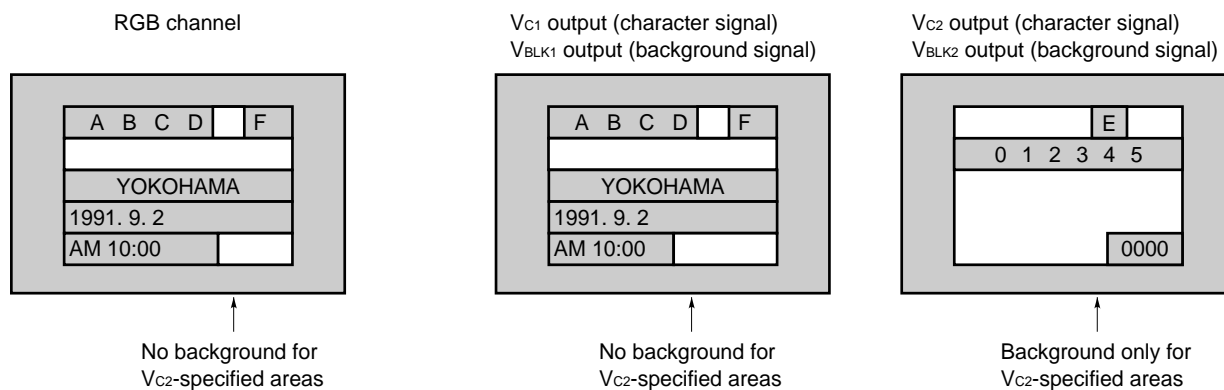 RGB channel
VC1 output (character signal)
VBLK1 output (background signal)
VC2 output (character signal)
VBLK2 output (background signal)
A B C D F
YOKOHAMA
1991. 9. 2
AM 10:00
A B C D F
YOKOHAMA
1991. 9. 2
AM 10:00
E
0 1 2 3 4 5
0000
No background for
VC2-specified areas
No background for
VC2-specified areas
Background only for
VC2-specified areas